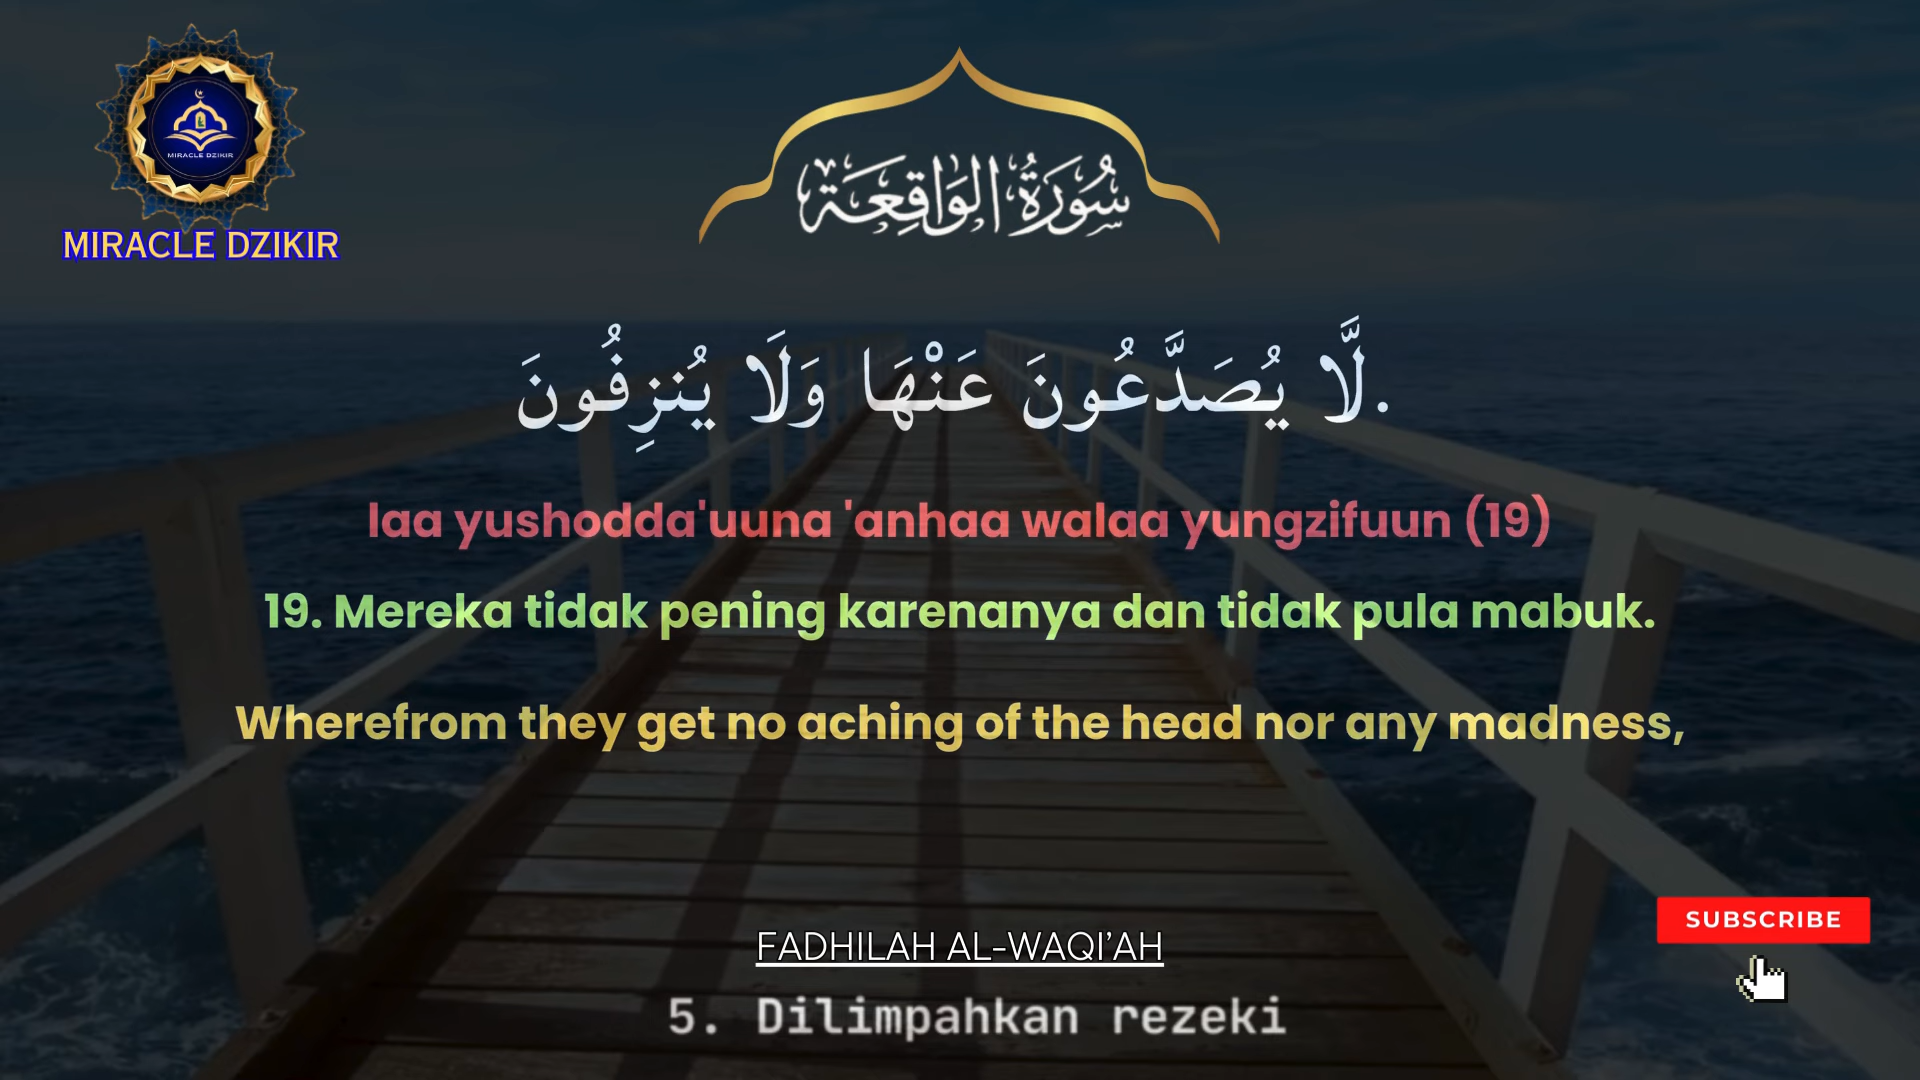 MIRACLE DZIKIR
MIRACLE DZIKIR
سُورَةُ الوَاقِعَة
لَّا يُصَدَّعُونَ عَنْهَا وَلَا يُنزِفُونَ.
laa yushodda'uuna 'anhaa walaa yungzifuun (19)
19. Mereka tidak pening karenanya dan tidak pula mabuk.
Wherefrom they get no aching of the head nor any madness,
SUBSCRIBE
FADHILAH AL-WAQI’AH
5. Dilimpahkan rezeki